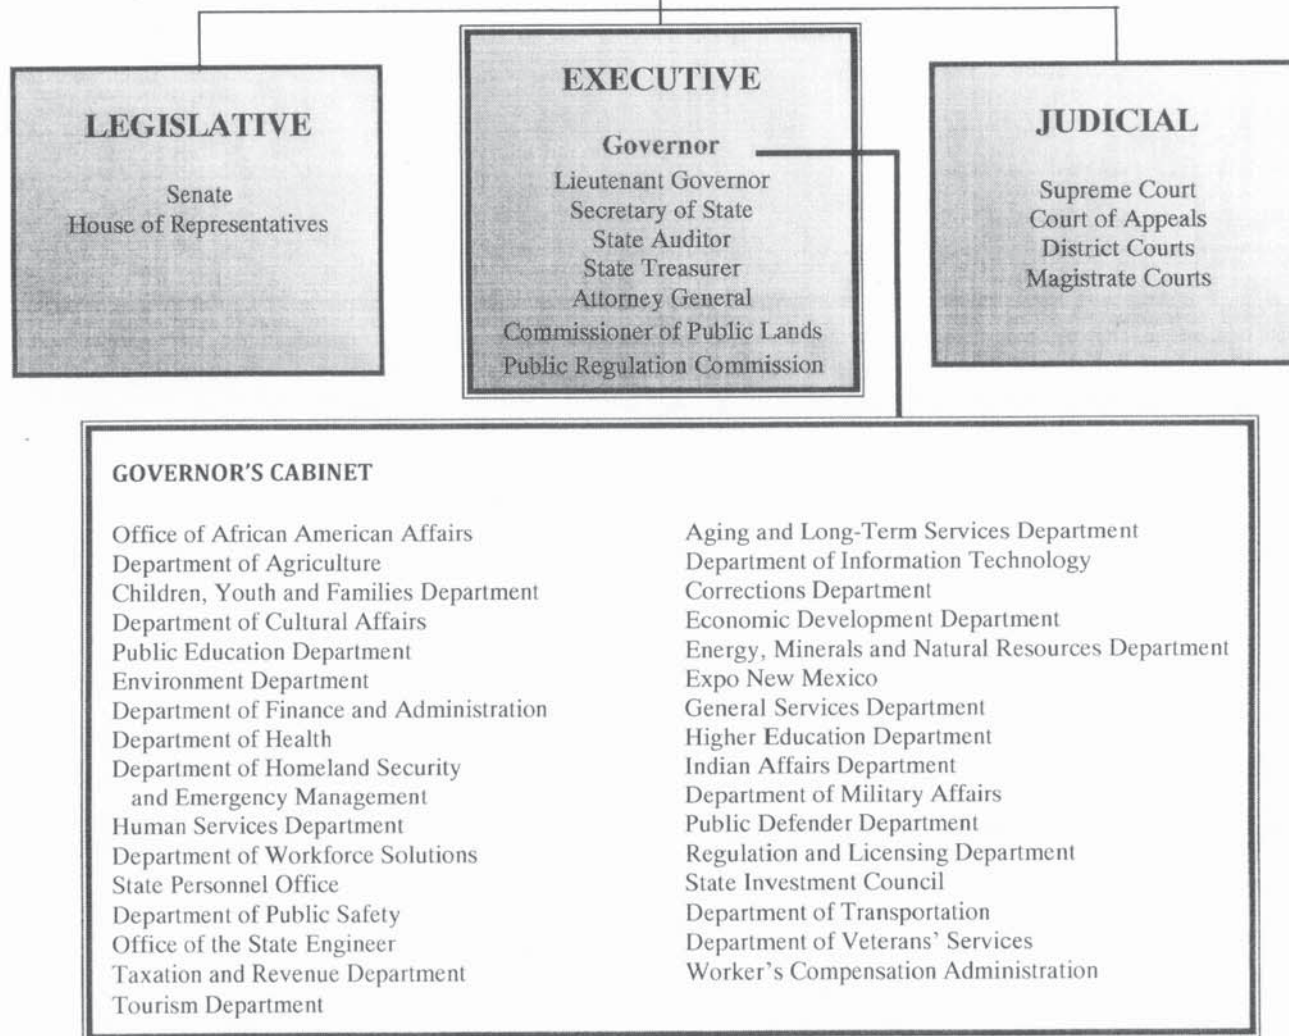 LEGISLATIVE
Senate
House of Representatives
EXECUTIVE
Governor
Lieutenant Governor
Secretary of State
State Auditor
State Treasurer
Attorney General
Commissioner of Public Lands
Public Regulation Commission
JUDICIAL
Supreme Court
Court of Appeals
District Courts
Magistrate Courts
GOVERNOR'S CABINET
Office of African American Affairs
Department of Agriculture
Children, Youth and Families Department
Department of Cultural Affairs
Public Education Department
Environment Department
Department of Finance and Administration
Department of Health
Department of Homeland Security
and Emergency Management
Human Services Department
Department of Workforce Solutions
State Personnel Office
Department of Public Safety
Office of the State Engineer
Taxation and Revenue Department
Tourism Department
Aging and Long-Term Services Department
Department of Information Technology
Corrections Department
Economic Development Department
Energy, Minerals and Natural Resources Department
Expo New Mexico
General Services Department
Higher Education Department
Indian Affairs Department
Department of Military Affairs
Public Defender Department
Regulation and Licensing Department
State Investment Council
Department of Transportation
Department of Veterans' Services
Worker's Compensation Administration